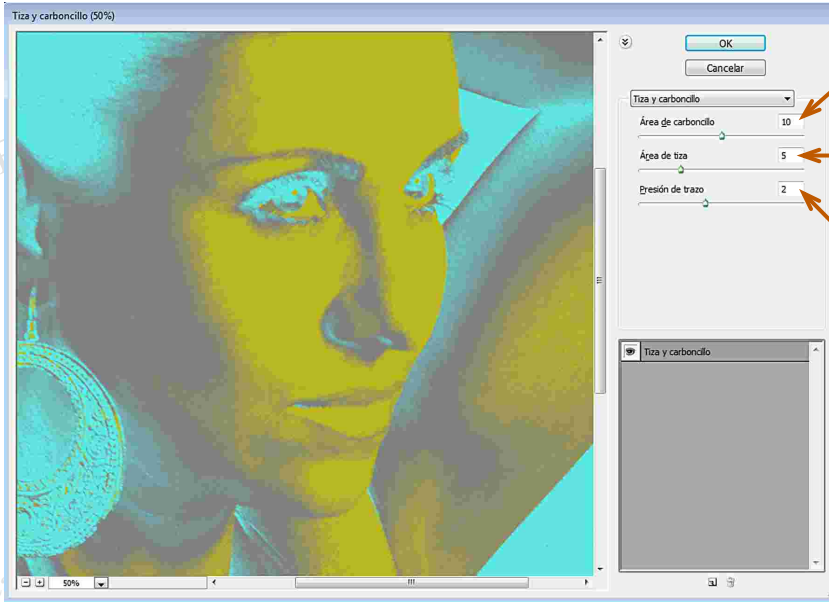 Tiza y carboncillo (50%)
OK
Cancelar
Tiza y carboncillo
Área de carboncillo 10
Área de tiza 5
Presión de trazo 2
Tiza y carboncillo
50%